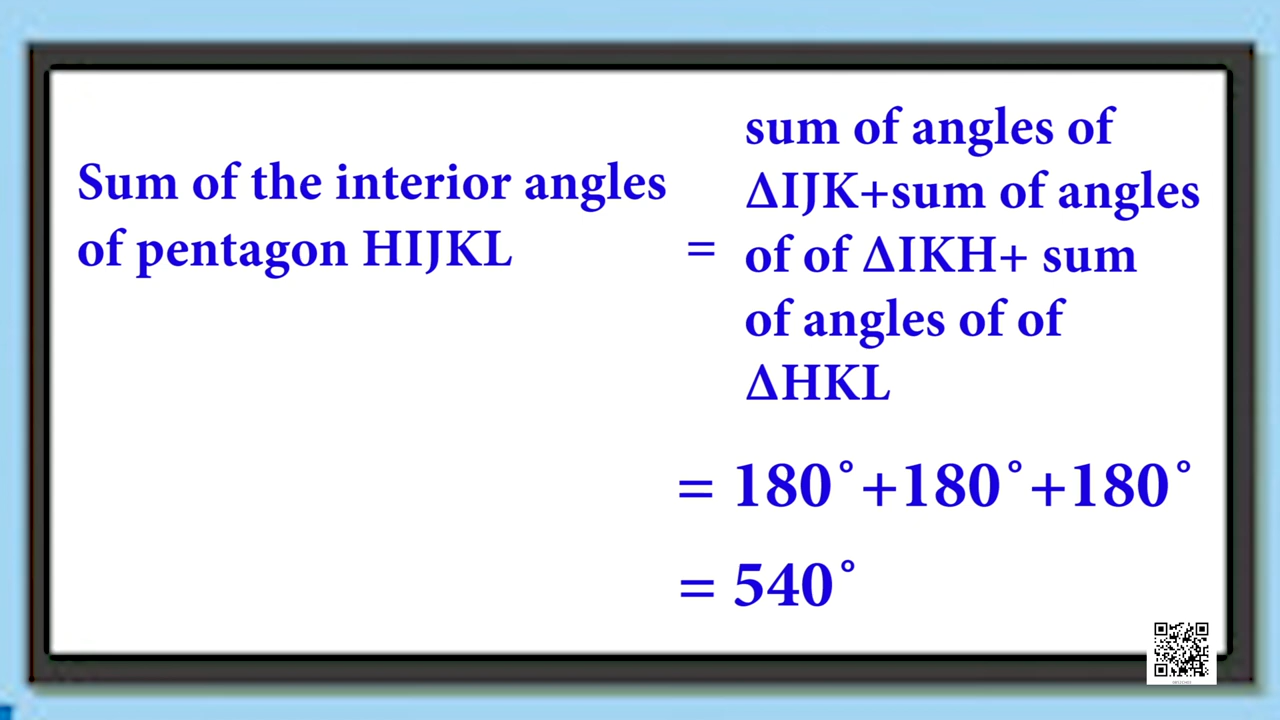 Sum of the interior angles
of pentagon HIJKL
=
sum of angles of
ΔIJK+sum of angles
of of ΔIKH+ sum
of angles of of
ΔHKL
= 180°+180°+180°
= 540°